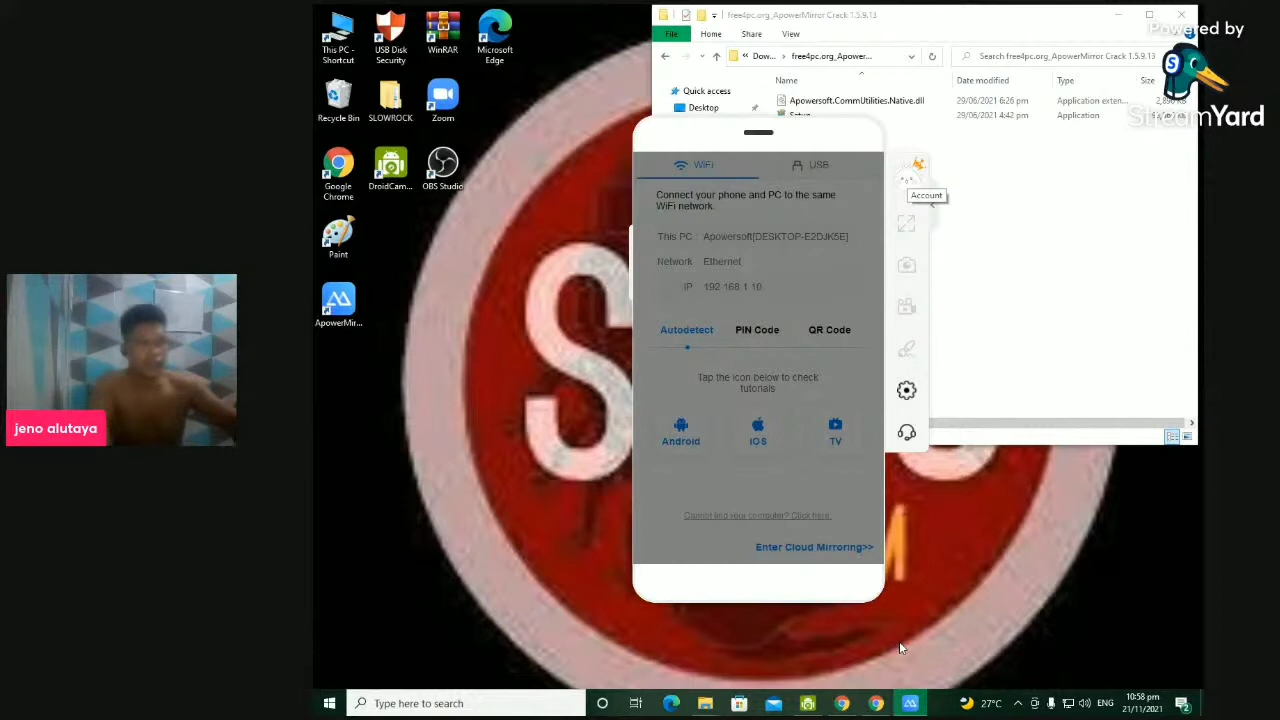 free4pc.org_ApowerMirror Crack 1.5.9.13
Powered by
StreamYard
File Home Share View
Dow... free4pc.org_Apower... Search free4pc.org_ApowerMirror Crack 1.5.9.13
Name Date modified Type Size
Quick access
Desktop
Apowersoft.CommUtilities.Native.dll 29/06/2021 6:26 pm Application exten...
Setup 29/06/2021 4:42 pm Application
This PC - Shortcut
USB Disk Security
WinRAR
Microsoft Edge
Recycle Bin
SLOWROCK
Zoom
Google Chrome
DroidCam...
OBS Studio
Paint
ApowerMir...
WiFi USB
Account
Connect your phone and PC to the same
WiFi network.
This PC : Apowersoft[DESKTOP-E2DJK5E]
Network Ethernet
IP 192.168.1.10
Autodetect PIN Code QR Code
Tap the icon below to check
tutorials
Android iOS TV
Cannot find your computer? Click here.
Enter Cloud Mirroring>>
jeno alutaya
S
Type here to search
27°C
ENG
10:58 pm
21/11/2021
2